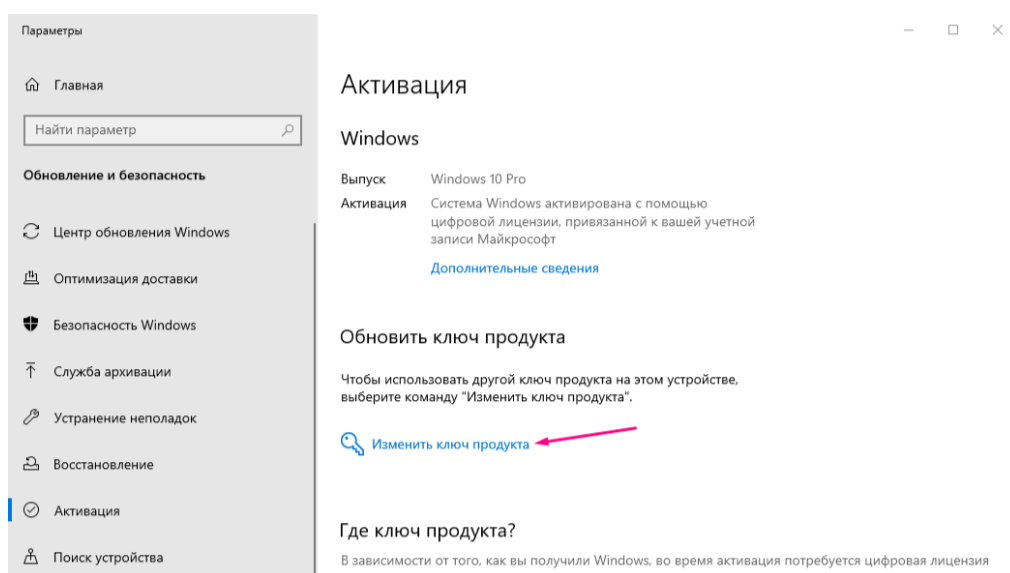 Параметры
Главная
Найти параметр
Обновление и безопасность
Центр обновления Windows
Оптимизация доставки
Безопасность Windows
Служба архивации
Устранение неполадок
Восстановление
Активация
Поиск устройства
Активация
Windows
Выпуск Windows 10 Pro
Активация Система Windows активирована с помощью
цифровой лицензии, привязанной к вашей учетной
записи Майкрософт
Дополнительные сведения
Обновить ключ продукта
Чтобы использовать другой ключ продукта на этом устройстве,
выберите команду "Изменить ключ продукта".
Изменить ключ продукта
Где ключ продукта?
В зависимости от того, как вы получили Windows, во время активация потребуется цифровая лицензия